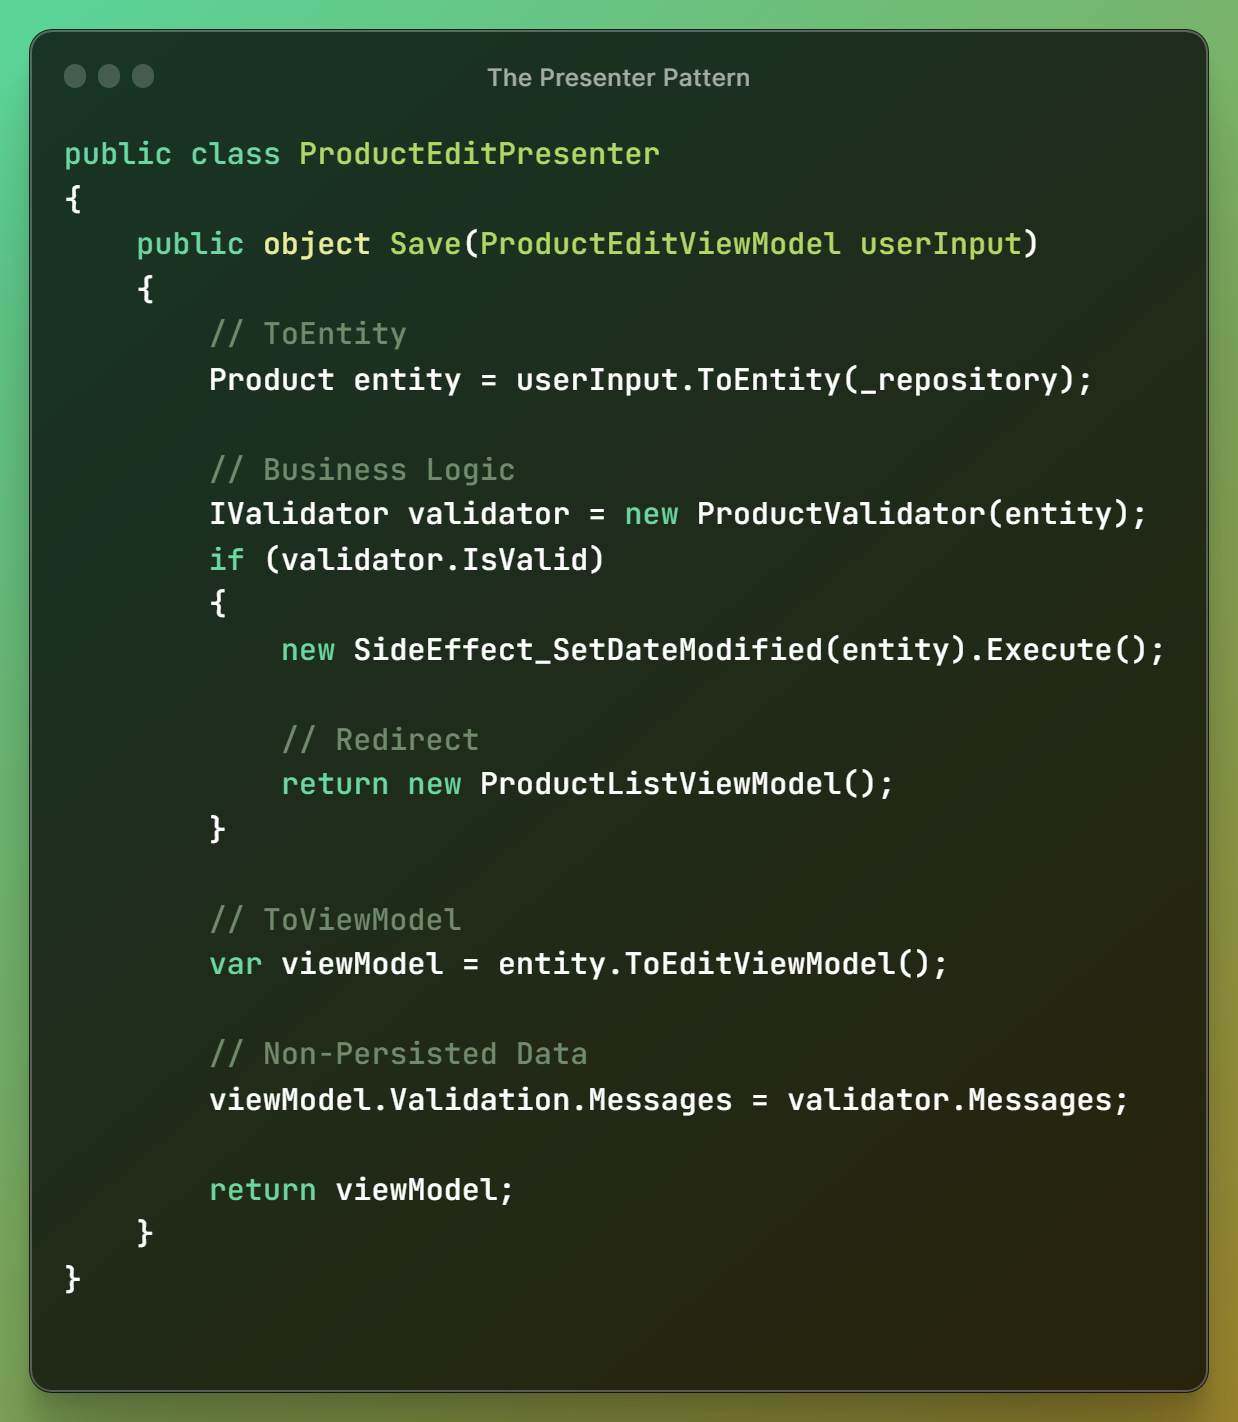 The Presenter Pattern
public class ProductEditPresenter
{
    public object Save(ProductEditViewModel userInput)
    {
        // ToEntity
        Product entity = userInput.ToEntity(_repository);

        // Business Logic
        IValidator validator = new ProductValidator(entity);
        if (validator.IsValid)
        {
            new SideEffect_SetDateModified(entity).Execute();

            // Redirect
            return new ProductListViewModel();
        }

        // ToViewModel
        var viewModel = entity.ToEditViewModel();

        // Non-Persisted Data
        viewModel.Validation.Messages = validator.Messages;

        return viewModel;
    }
}